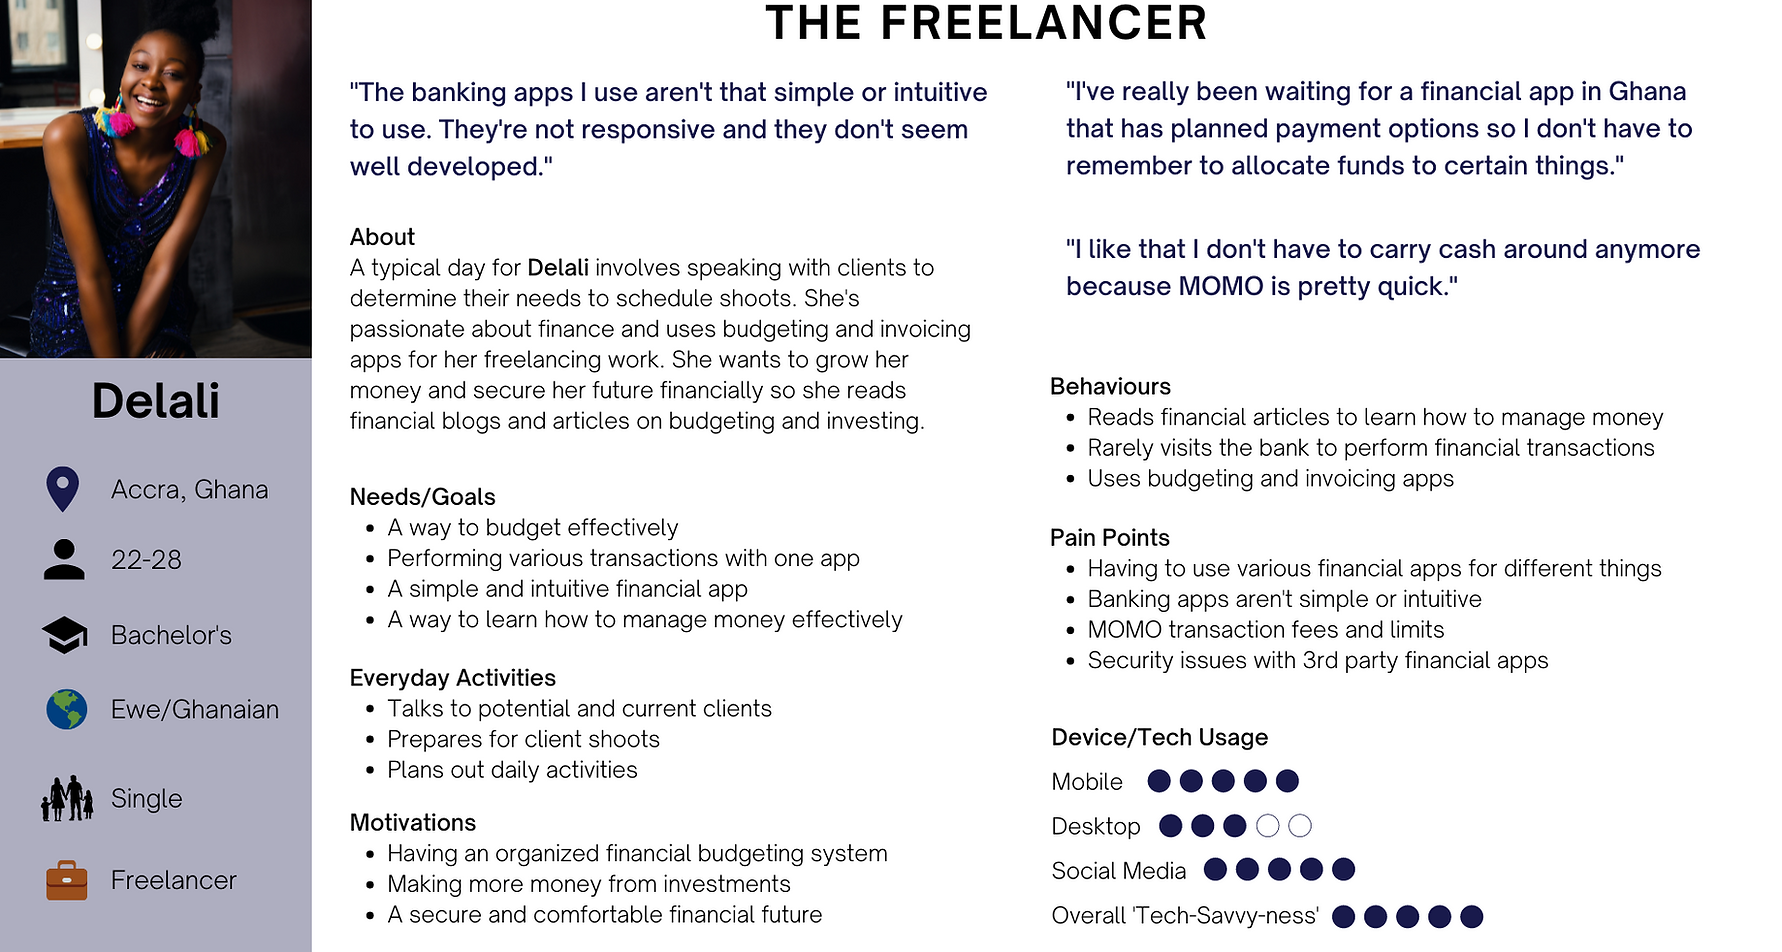 THE FREELANCER
Delali
Accra, Ghana
22-28
Bachelor's
Ewe/Ghanaian
Single
Freelancer
"The banking apps I use aren't that simple or intuitive
to use. They're not responsive and they don't seem
well developed."
About
A typical day for Delali involves speaking with clients to
determine their needs to schedule shoots. She's
passionate about finance and uses budgeting and invoicing
apps for her freelancing work. She wants to grow her
money and secure her future financially so she reads
financial blogs and articles on budgeting and investing.
Needs/Goals
• A way to budget effectively
• Performing various transactions with one app
• A simple and intuitive financial app
• A way to learn how to manage money effectively
Everyday Activities
• Talks to potential and current clients
• Prepares for client shoots
• Plans out daily activities
Motivations
• Having an organized financial budgeting system
• Making more money from investments
• A secure and comfortable financial future
"I've really been waiting for a financial app in Ghana
that has planned payment options so I don't have to
remember to allocate funds to certain things."
"I like that I don't have to carry cash around anymore
because MOMO is pretty quick."
Behaviours
• Reads financial articles to learn how to manage money
• Rarely visits the bank to perform financial transactions
• Uses budgeting and invoicing apps
Pain Points
• Having to use various financial apps for different things
• Banking apps aren't simple or intuitive
• MOMO transaction fees and limits
• Security issues with 3rd party financial apps
Device/Tech Usage
Mobile
Desktop
Social Media
Overall 'Tech-Savvy-ness'